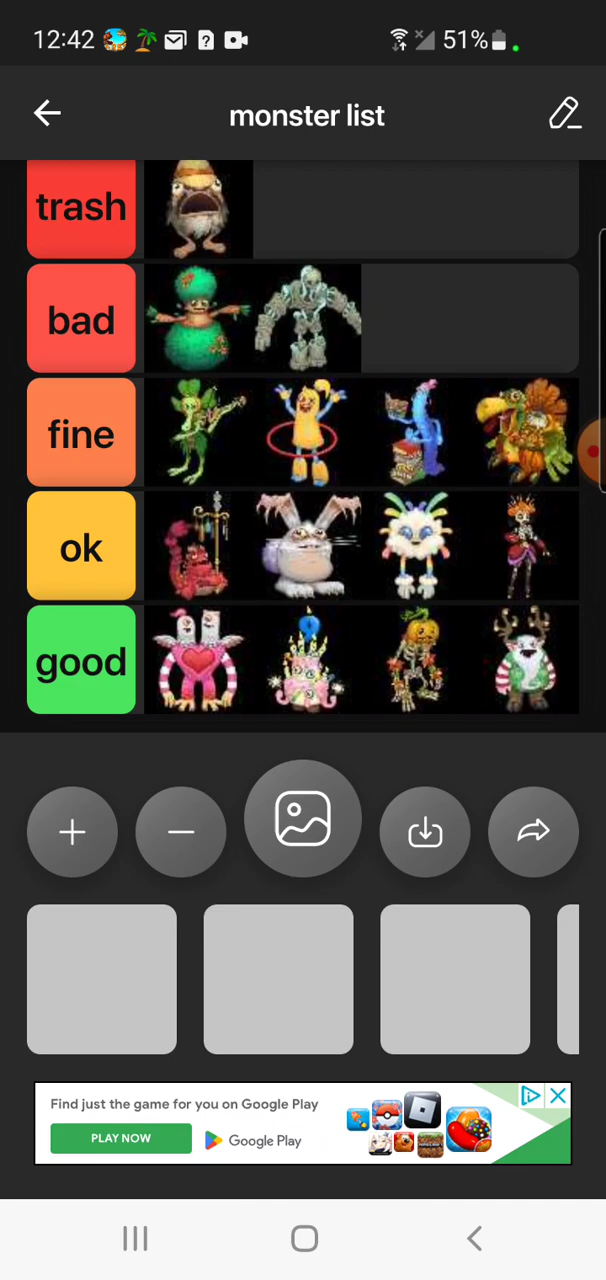 12:42
51%
monster list
trash
bad
fine
ok
good
Find just the game for you on Google Play
PLAY NOW
Google Play